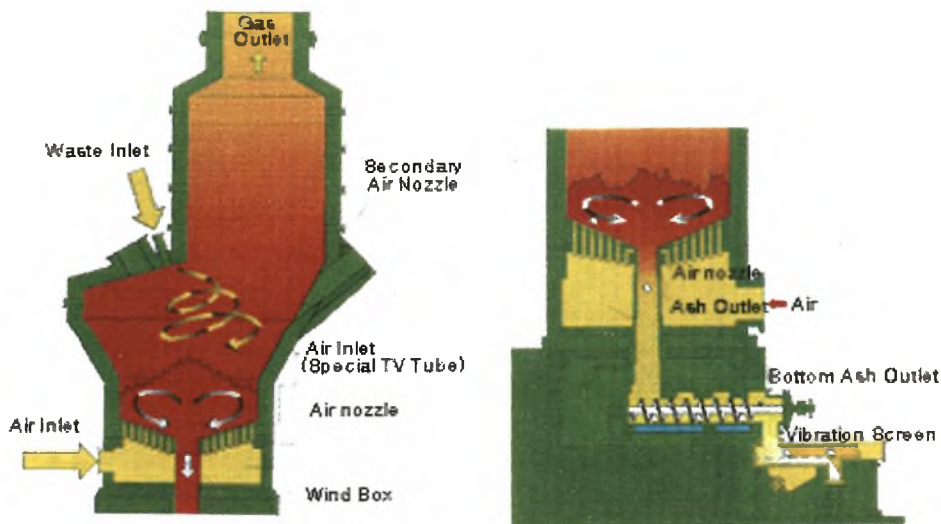 Gas
Outlet
Waste Inlet
Secondary
Air Nozzle
Air Inlet
(Special TV Tube)
Air nozzle
Air Inlet
Wind Box
Air nozzle
Ash Outlet
Air
Bottom Ash Outlet
Vibration Screen